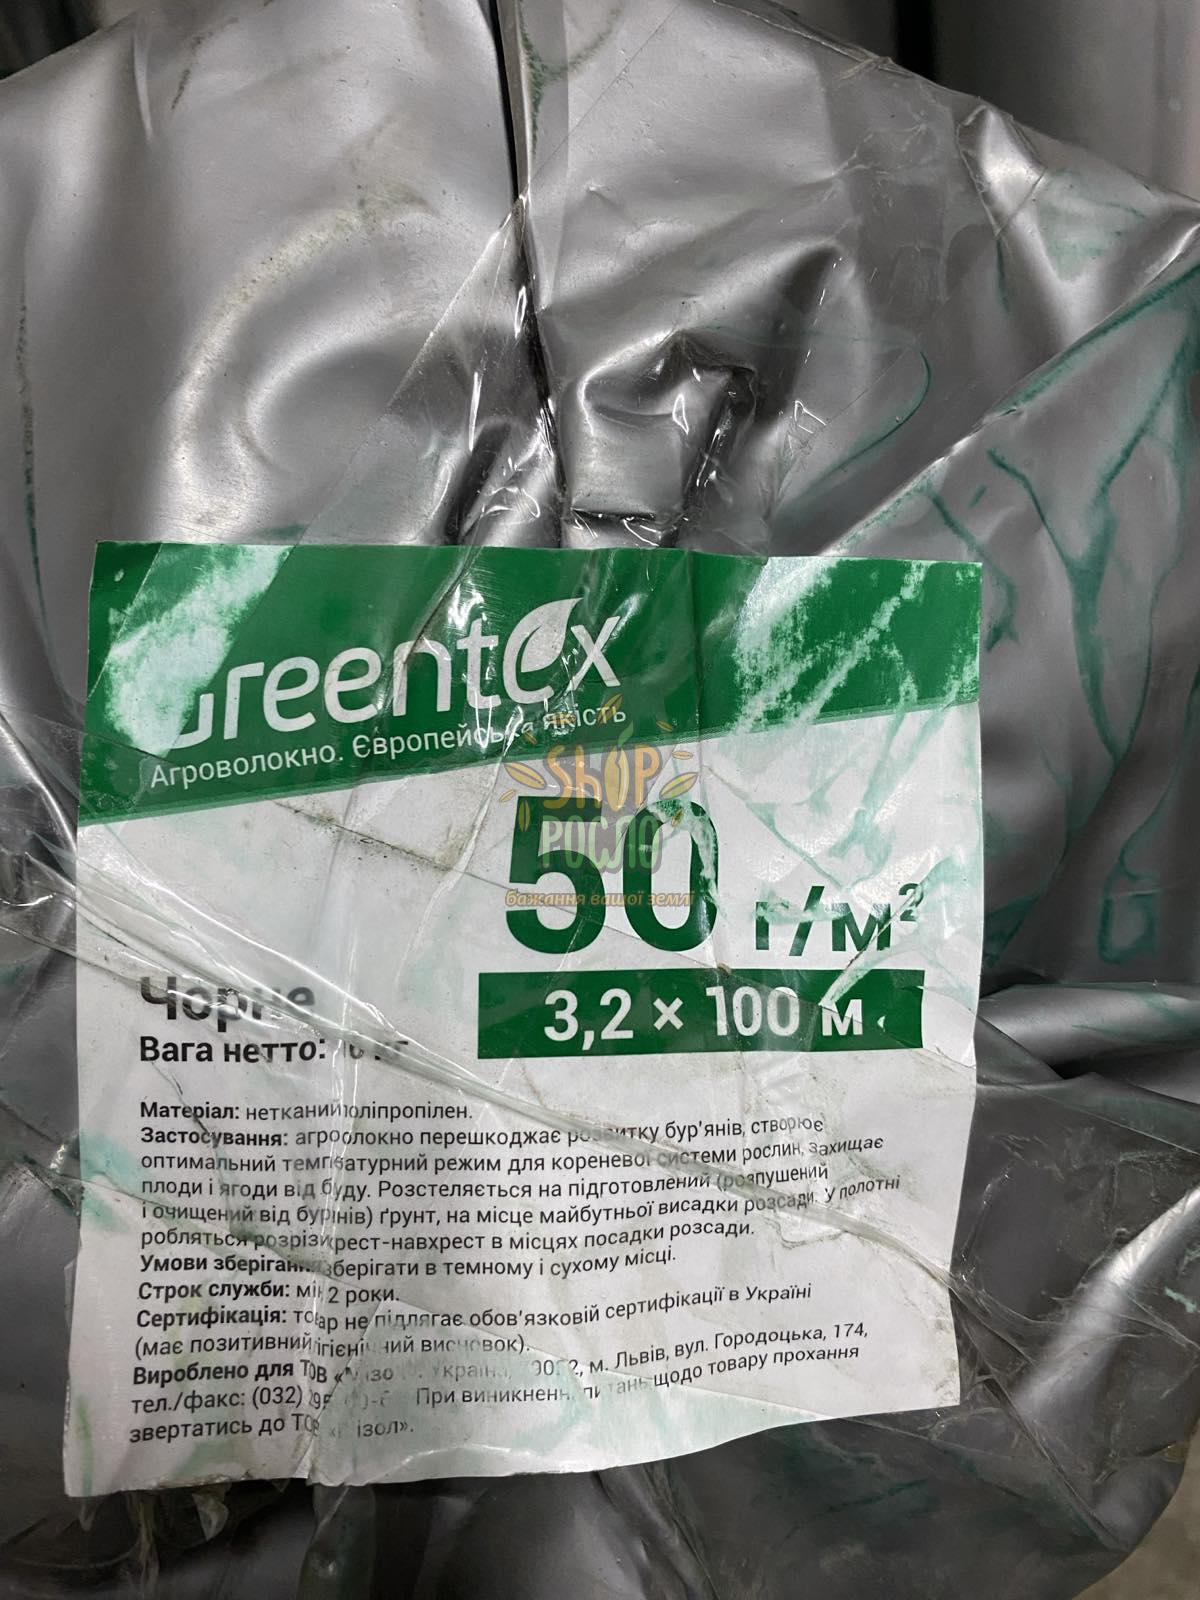 Greentex
Агроволокно. Європейська якість
SHOP
РОСЛО
бажання вашої землі
50 г/м²
3,2 × 100 м
Чорне
Вага нетто: кг
Матеріал: нетканий поліпропілен.
Застосування: агроволокно перешкоджає розвитку бур'янів, створює
оптимальний температурний режим для кореневої системи рослин, захищає
плоди і ягоди від буду. Розстеляється на підготовлений (розпушений
і очищений від бур'янів) ґрунт, на місце майбутньої висадки розсади. У полотні
робляться розрізи хрест-навхрест в місцях посадки розсади.
Умови зберігання: зберігати в темному і сухому місці.
Строк служби: мін 2 роки.
Сертифікація: товар не підлягає обов'язковій сертифікації в Україні
(має позитивний гігієнічний висновок).
Вироблено для ТОВ Україна, м. Львів, вул. Городоцька, 174,
тел./факс: (032) При виникненні питань щодо товару прохання
звертатись до ТОВ